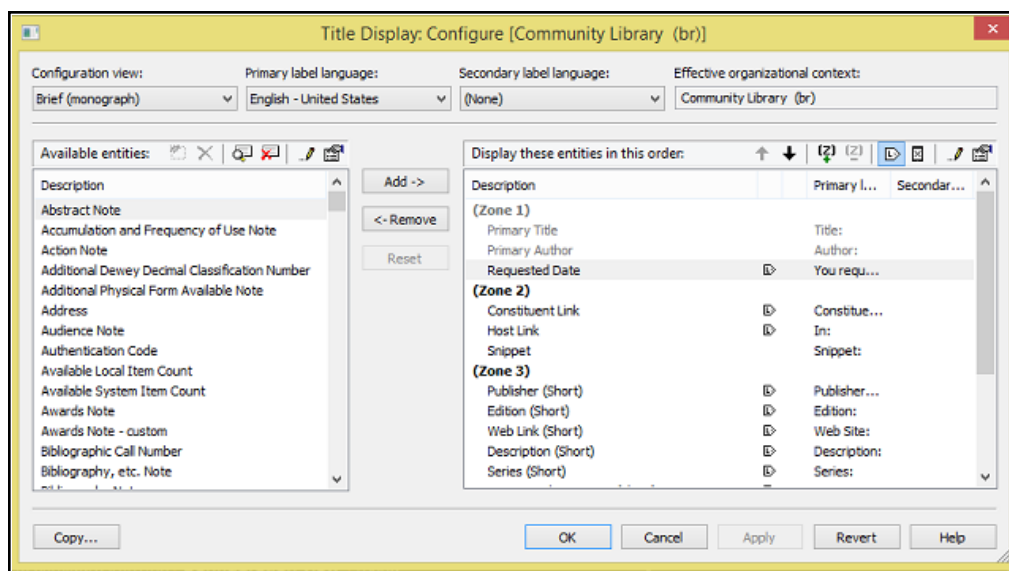 Title Display: Configure [Community Library (br)]
Configuration view: Primary label language: Secondary label language: Effective organizational context:
Brief (monograph) English - United States (None) Community Library (br)
Available entities: Display these entities in this order:
Description Add -> Description Primary l... Secondar...
Abstract Note (Zone 1)
Accumulation and Frequency of Use Note <- Remove Primary Title Title:
Action Note Primary Author Author:
Additional Dewey Decimal Classification Number Reset Requested Date You requ...
Additional Physical Form Available Note (Zone 2)
Address Constituent Link Constitue...
Audience Note Host Link In:
Authentication Code Snippet Snippet:
Available Local Item Count (Zone 3)
Available System Item Count Publisher (Short) Publisher...
Awards Note Edition (Short) Edition:
Awards Note - custom Web Link (Short) Web Site:
Bibliographic Call Number Description (Short) Description:
Bibliography, etc. Note Series (Short) Series:
Copy... OK Cancel Apply Revert Help